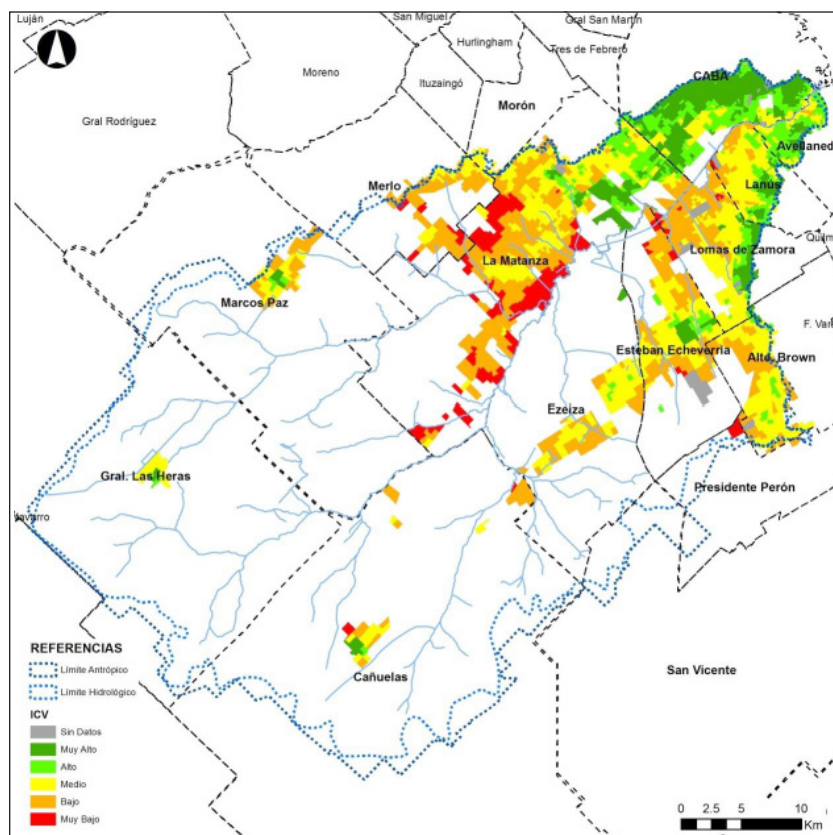 Luján
San Miguel
Gral San Martín
Hurlingham
Tres de Febrero
Moreno
Ituzaingó
CABA
Gral Rodríguez
Morón
Avellaned
Merlo
Lanús
Quilm
La Matanza
Lomas de Zamora
Marcos Paz
F. Var
Esteban Echeverría
Alte. Brown
Ezeiza
Gral. Las Heras
Presidente Perón
Navarro
San Vicente
Cañuelas
REFERENCIAS
Límite Antrópico
Límite Hidrológico
ICV
Sin Datos
Muy Alto
Alto
Medio
Bajo
Muy Bajo
0 2.5 5 10
Km